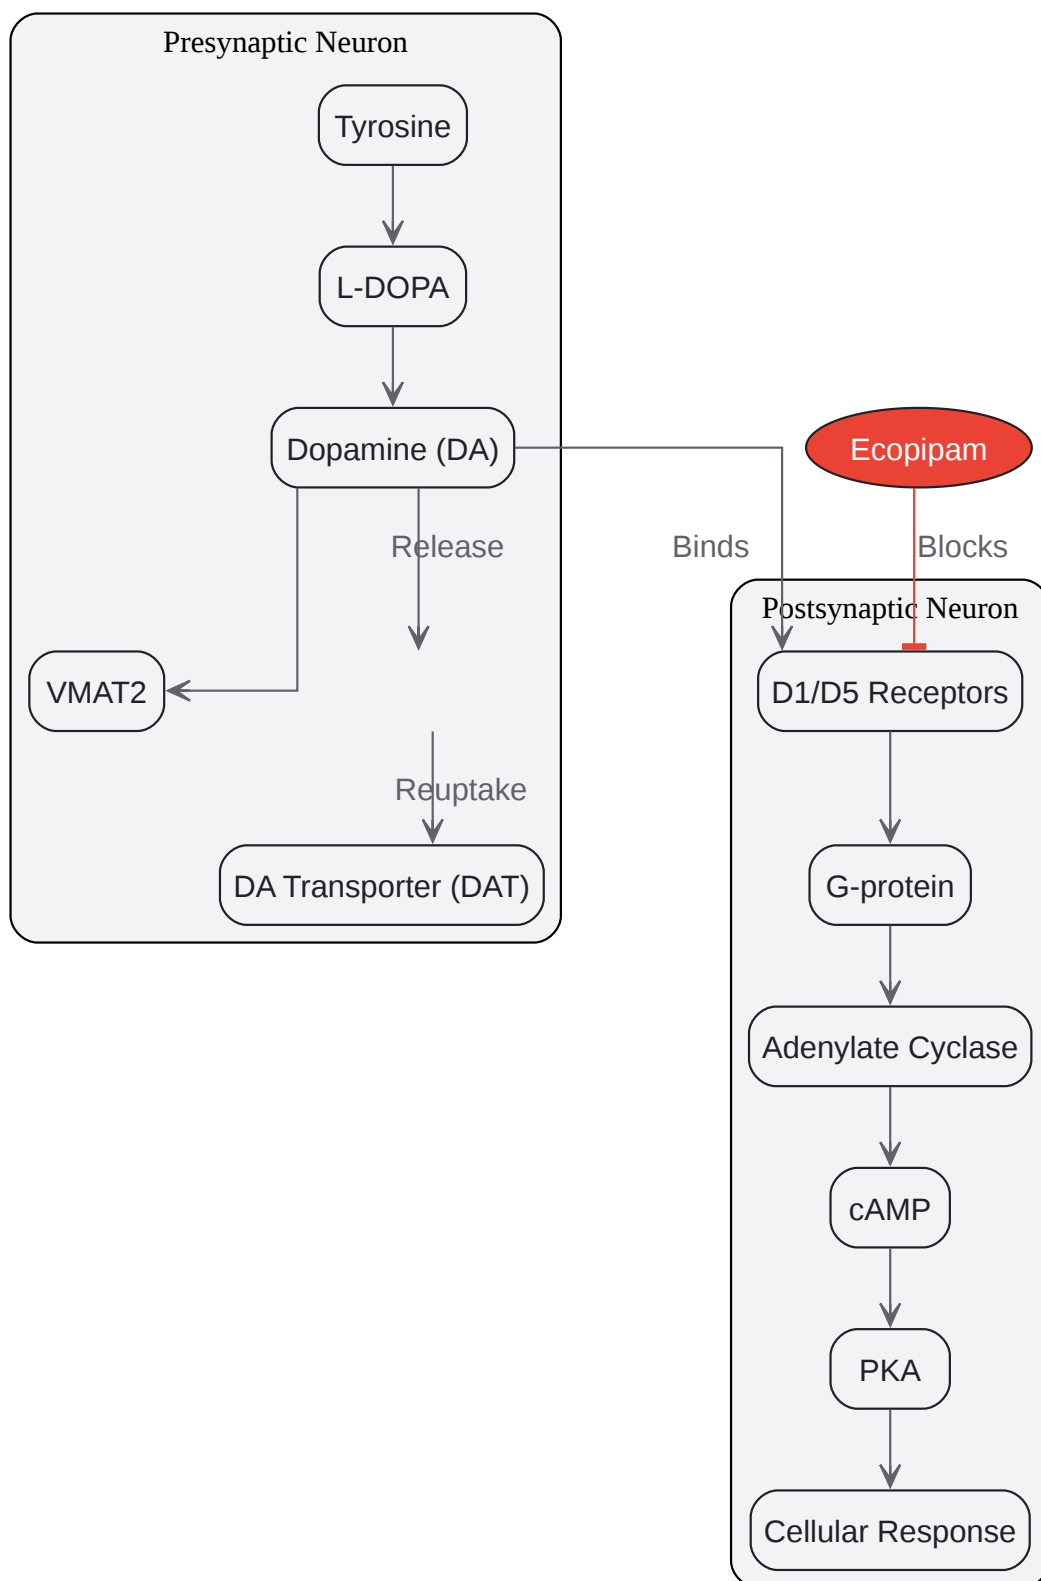 Presynaptic Neuron
Tyrosine
L-DOPA
Dopamine (DA)
Ecopipam
Release
Binds
Blocks
Postsynaptic Neuron
VMAT2
D1/D5 Receptors
Reuptake
DA Transporter (DAT)
G-protein
Adenylate Cyclase
cAMP
PKA
Cellular Response